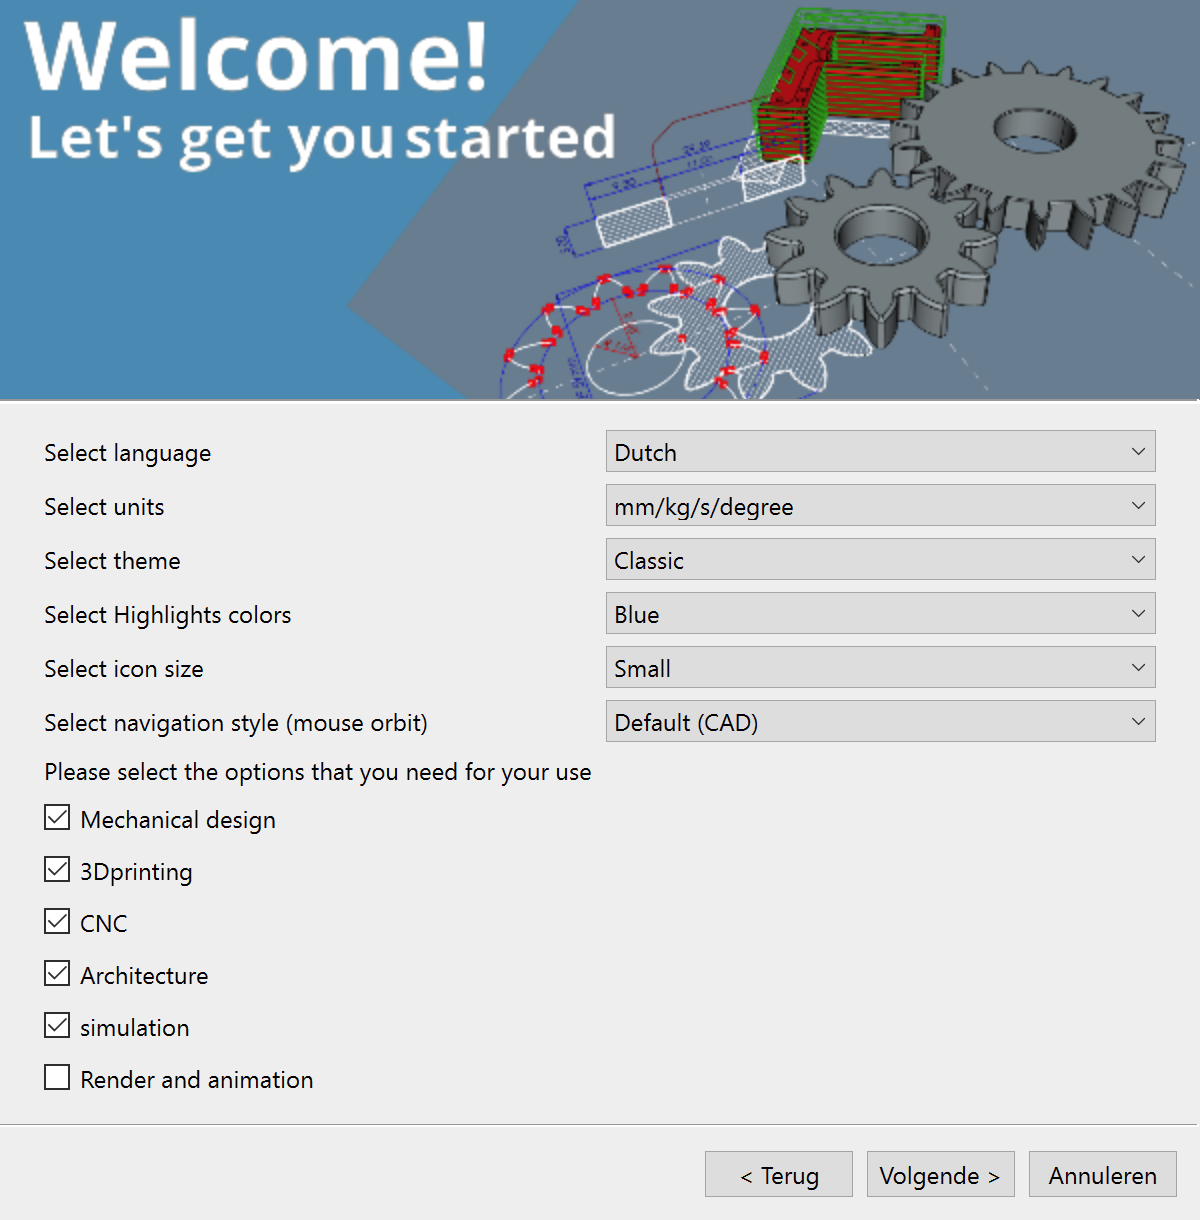 Welcome!
Let's get you started
Select language
Dutch
Select units
mm/kg/s/degree
Select theme
Classic
Select Highlights colors
Blue
Select icon size
Small
Select navigation style (mouse orbit)
Default (CAD)
Please select the options that you need for your use
Mechanical design
3Dprinting
CNC
Architecture
simulation
Render and animation
< Terug
Volgende >
Annuleren